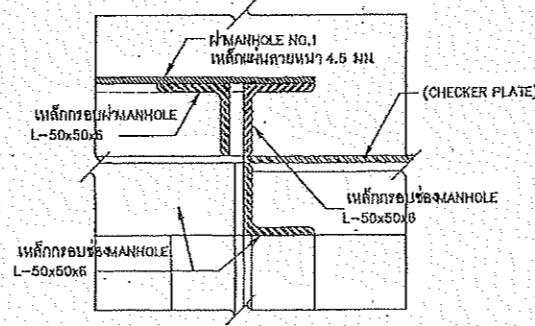 ฝาMANHOLE NO.1
เหล็กแผ่นลายหนา 4.5 มม.
เหล็กกรอบฝาMANHOLE
L-50x50x6
(CHECKER PLATE)
เหล็กกรอบช่องMANHOLE
L-50x50x6
เหล็กกรอบช่องMANHOLE
L-50x50x6